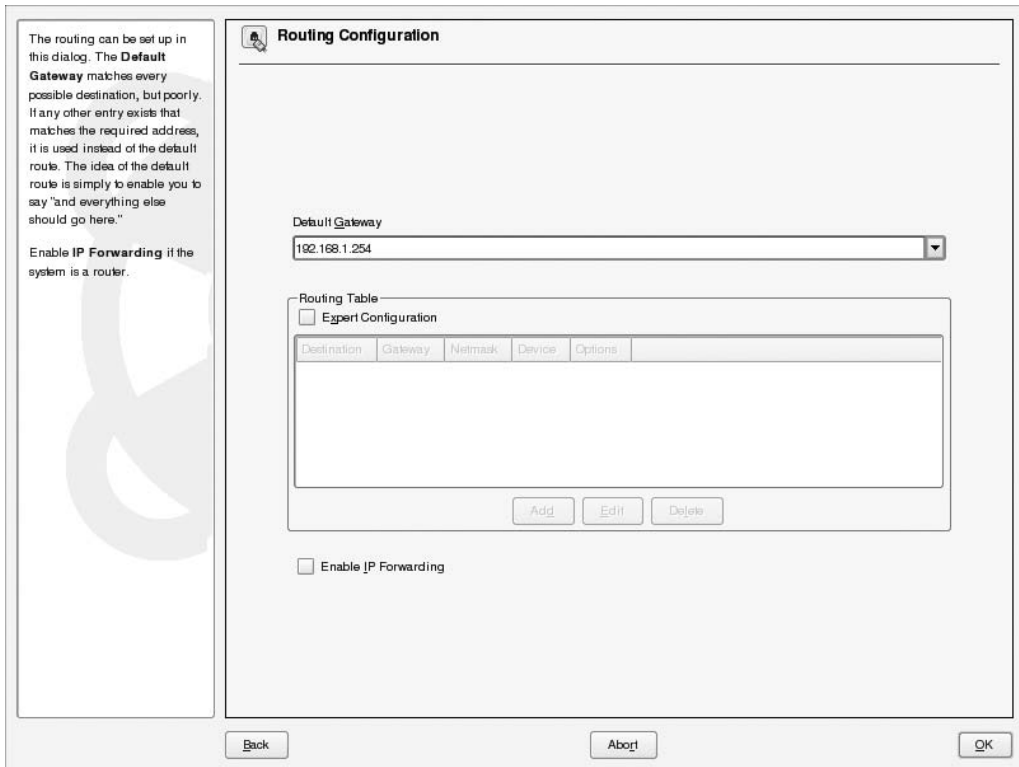 The routing can be set up in
this dialog. The Default
Gateway matches every
possible destination, but poorly.
If any other entry exists that
matches the required address,
it is used instead of the default
route. The idea of the default
route is simply to enable you to
say "and everything else
should go here."
Enable IP Forwarding if the
system is a router.
Routing Configuration
Default Gateway
192.168.1.254
Routing Table
Expert Configuration
Destination Gateway Netmask Device Options
Add Edit Delete
Enable IP Forwarding
Back Abort OK